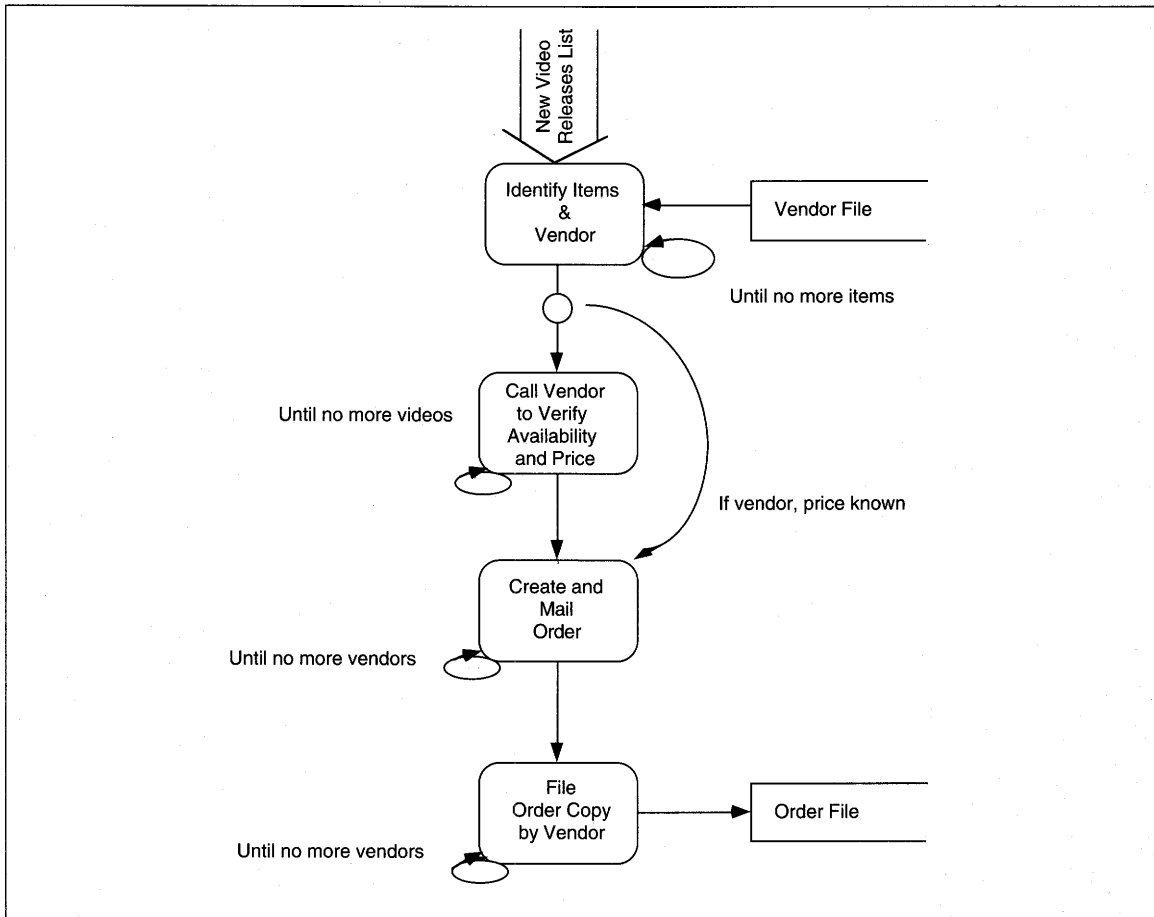 New Video
Releases List
Identify Items
&
Vendor
Vendor File
Until no more items
Call Vendor
to Verify
Availability
and Price
Until no more videos
If vendor, price known
Create and
Mail
Order
Until no more vendors
File
Order Copy
by Vendor
Order File
Until no more vendors